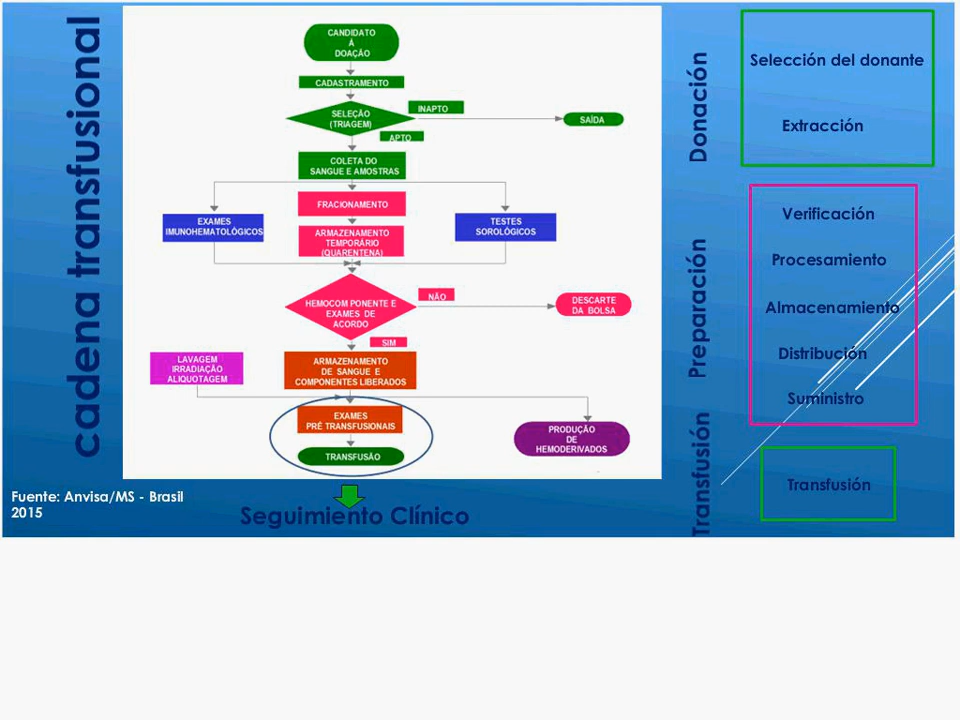 cadena transfusional
CANDIDATO
À
DOAÇÃO
CADASTRAMENTO
SELEÇÃO
(TRIAGEM)
INAPTO
SAÍDA
APTO
COLETA DO
SANGUE E AMOSTRAS
EXAMES
IMUNOHEMATOLÓGICOS
FRACIONAMENTO
ARMAZENAMENTO
TEMPORÁRIO
(QUARENTENA)
TESTES
SOROLÓGICOS
HEMOCOM PONENTE E
EXAMES DE
ACORDO
NÃO
DESCARTE
DA BOLSA
SIM
LAVAGEM
IRRADIAÇÃO
ALIQUOTAGEM
ARMAZENAMENTO
DE SANGUE E
COMPONENTES LIBERADOS
EXAMES
PRÉ TRANSFUSIONAIS
TRANSFUSÃO
PRODUÇÃO
DE
HEMODERIVADOS
Seguimiento Clínico
Fuente: Anvisa/MS - Brasil
2015
Donación
Selección del donante
Extracción
Preparación
Verificación
Procesamiento
Almacenamiento
Distribución
Suministro
Transfusión
Transfusión